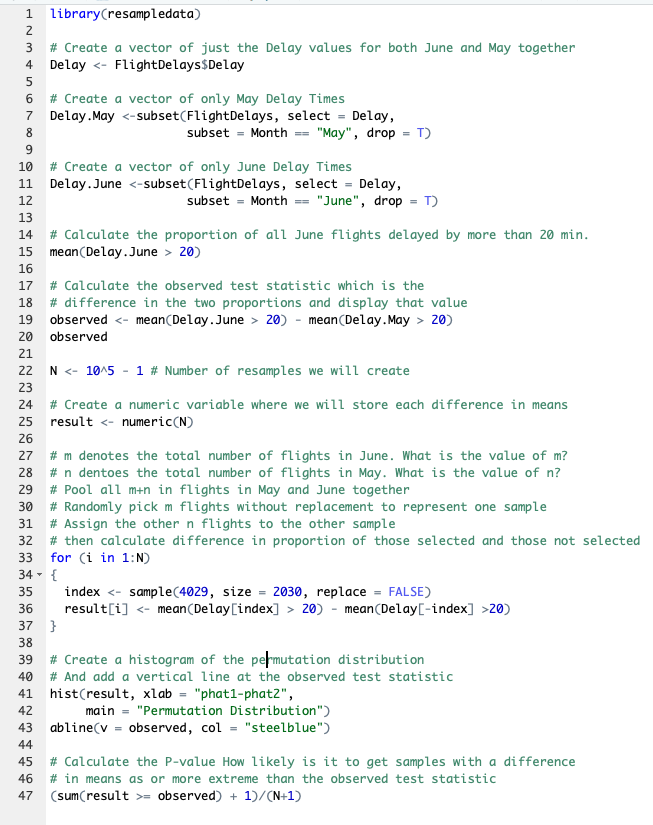 1 library(resampledata)
2
3 # Create a vector of just the Delay values for both June and May together
4 Delay <- FlightDelays$Delay
5
6 # Create a vector of only May Delay Times
7 Delay.May <-subset(FlightDelays, select = Delay,
8 subset = Month == "May", drop = T)
9
10 # Create a vector of only June Delay Times
11 Delay.June <-subset(FlightDelays, select = Delay,
12 subset = Month == "June", drop = T)
13
14 # Calculate the proportion of all June flights delayed by more than 20 min.
15 mean(Delay.June > 20)
16
17 # Calculate the observed test statistic which is the
18 # difference in the two proportions and display that value
19 observed <- mean(Delay.June > 20) - mean(Delay.May > 20)
20 observed
21
22 N <- 10^5 - 1 # Number of resamples we will create
23
24 # Create a numeric variable where we will store each difference in means
25 result <- numeric(N)
26
27 # m denotes the total number of flights in June. What is the value of m?
28 # n dentoes the total number of flights in May. What is the value of n?
29 # Pool all m+n in flights in May and June together
30 # Randomly pick m flights without replacement to represent one sample
31 # Assign the other n flights to the other sample
32 # then calculate difference in proportion of those selected and those not selected
33 for (i in 1:N)
34 {
35 index <- sample(4029, size = 2030, replace = FALSE)
36 result[i] <- mean(Delay[index] > 20) - mean(Delay[-index] >20)
37 }
38
39 # Create a histogram of the permutation distribution
40 # And add a vertical line at the observed test statistic
41 hist(result, xlab = "phat1-phat2",
42 main = "Permutation Distribution")
43 abline(v = observed, col = "steelblue")
44
45 # Calculate the P-value How likely is it to get samples with a difference
46 # in means as or more extreme than the observed test statistic
47 (sum(result >= observed) + 1)/(N+1)